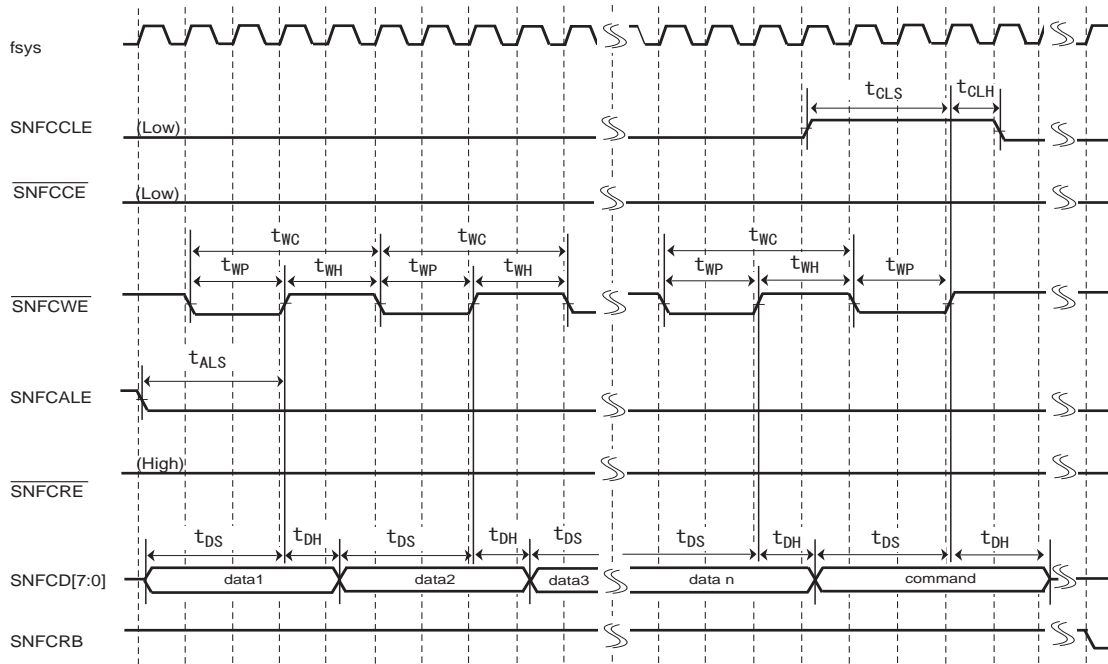 fsys
tCLS tCLH
SNFCCLE (Low)
SNFCCE (Low)
tWC tWC tWC
tWP tWH tWP tWH tWP tWH tWP
SNFCWE
tALS
SNFCALE
(High)
SNFCRE
tDS tDH tDS tDH tDS tDS tDH tDS tDH
SNFCD[7:0] data1 data2 data3 data n command
SNFCRB